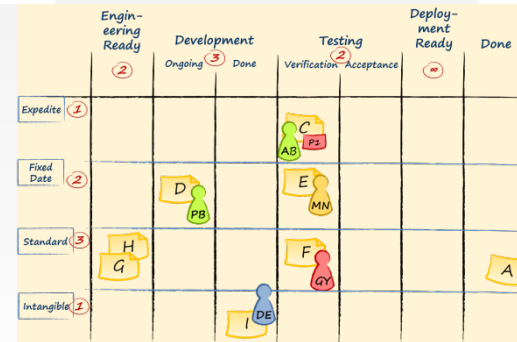 Engin-
eering
Ready
2
Development
3
Ongoing
Done
Testing
2
Verification
Acceptance
Deploy-
ment
Ready
∞
Done
Expedite
1
C
P1
AB
Fixed
Date
2
D
PB
E
MN
Standard
3
H
G
F
GY
A
Intangible
1
I
DE